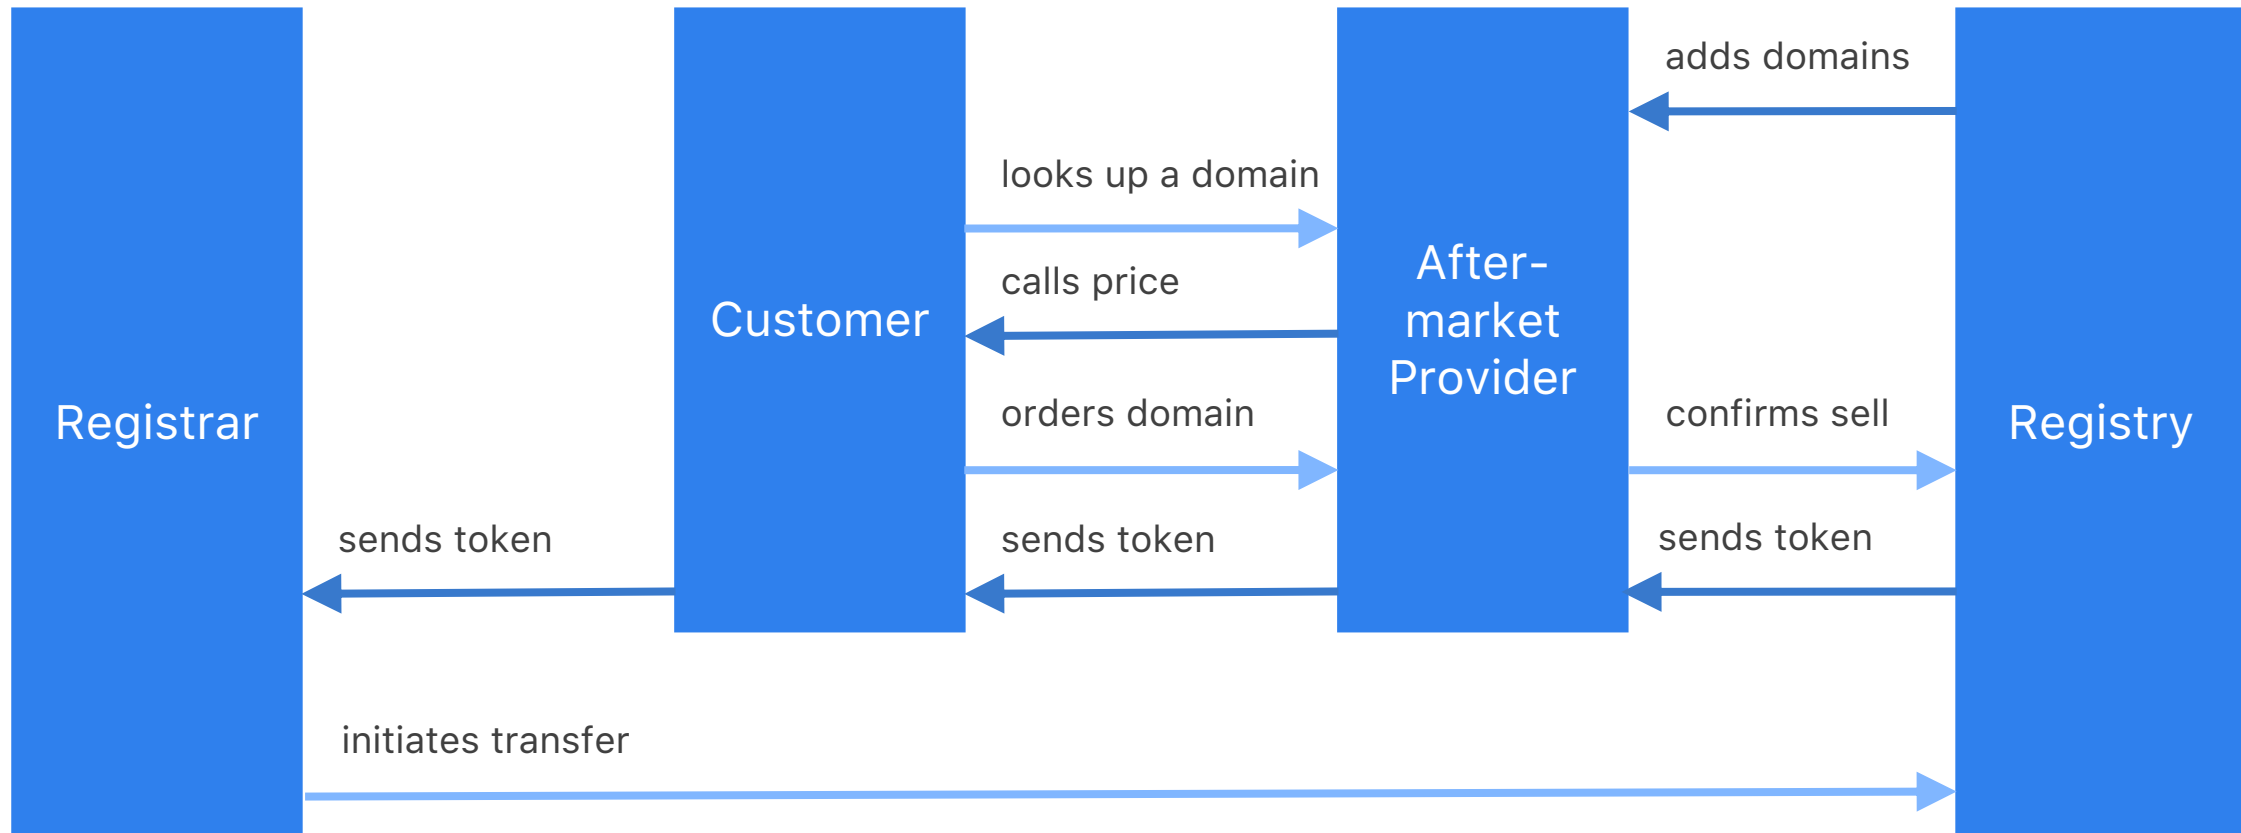 adds domains
looks up a domain
After-
market
Provider
calls price
Customer
orders domain
confirms sell
Registrar
Registry
sends token
sends token
sends token
initiates transfer